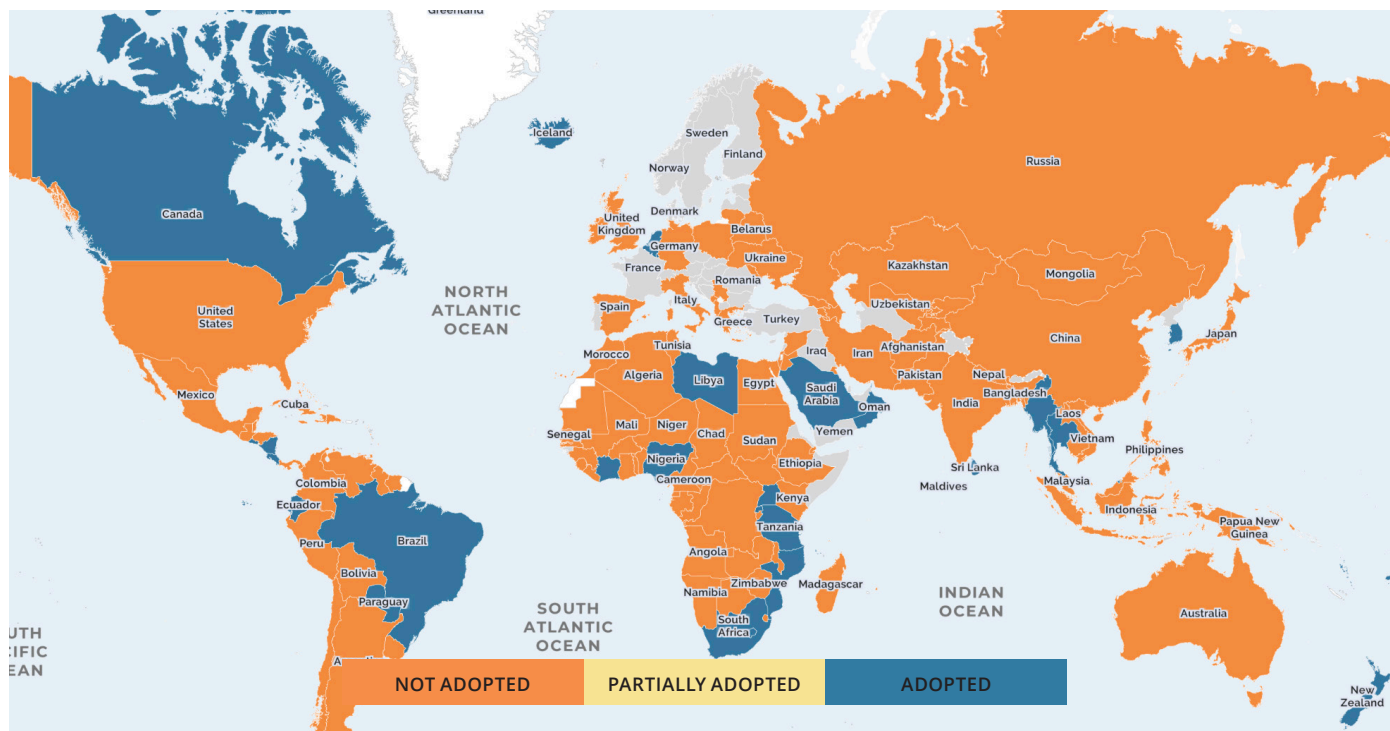 Greenland
Iceland
Sweden
Finland
Norway
Russia
Canada
Denmark
United
Kingdom
Belarus
Germany
Ukraine
France
Kazakhstan
Mongolia
Romania
NORTH
ATLANTIC
OCEAN
United
States
Spain
Italy
Uzbekistan
Greece
Turkey
Japan
China
Tunisia
Afghanistan
Morocco
Iraq
Iran
Algeria
Libya
Egypt
Pakistan
Nepal
Saudi
Arabia
Bangladesh
Mexico
Cuba
India
Oman
Laos
Mali
Niger
Chad
Senegal
Sudan
Yemen
Vietnam
Philippines
Nigeria
Ethiopia
Sri Lanka
Colombia
Cameroon
Maldives
Malaysia
Kenya
Ecuador
Indonesia
Tanzania
Papua New
Guinea
Brazil
Peru
Angola
Bolivia
Zimbabwe
Madagascar
Namibia
INDIAN
OCEAN
Paraguay
SOUTH
ATLANTIC
OCEAN
South
Africa
Australia
UTH
CIFIC
EAN
NOT ADOPTED
PARTIALLY ADOPTED
ADOPTED
New
Zealand